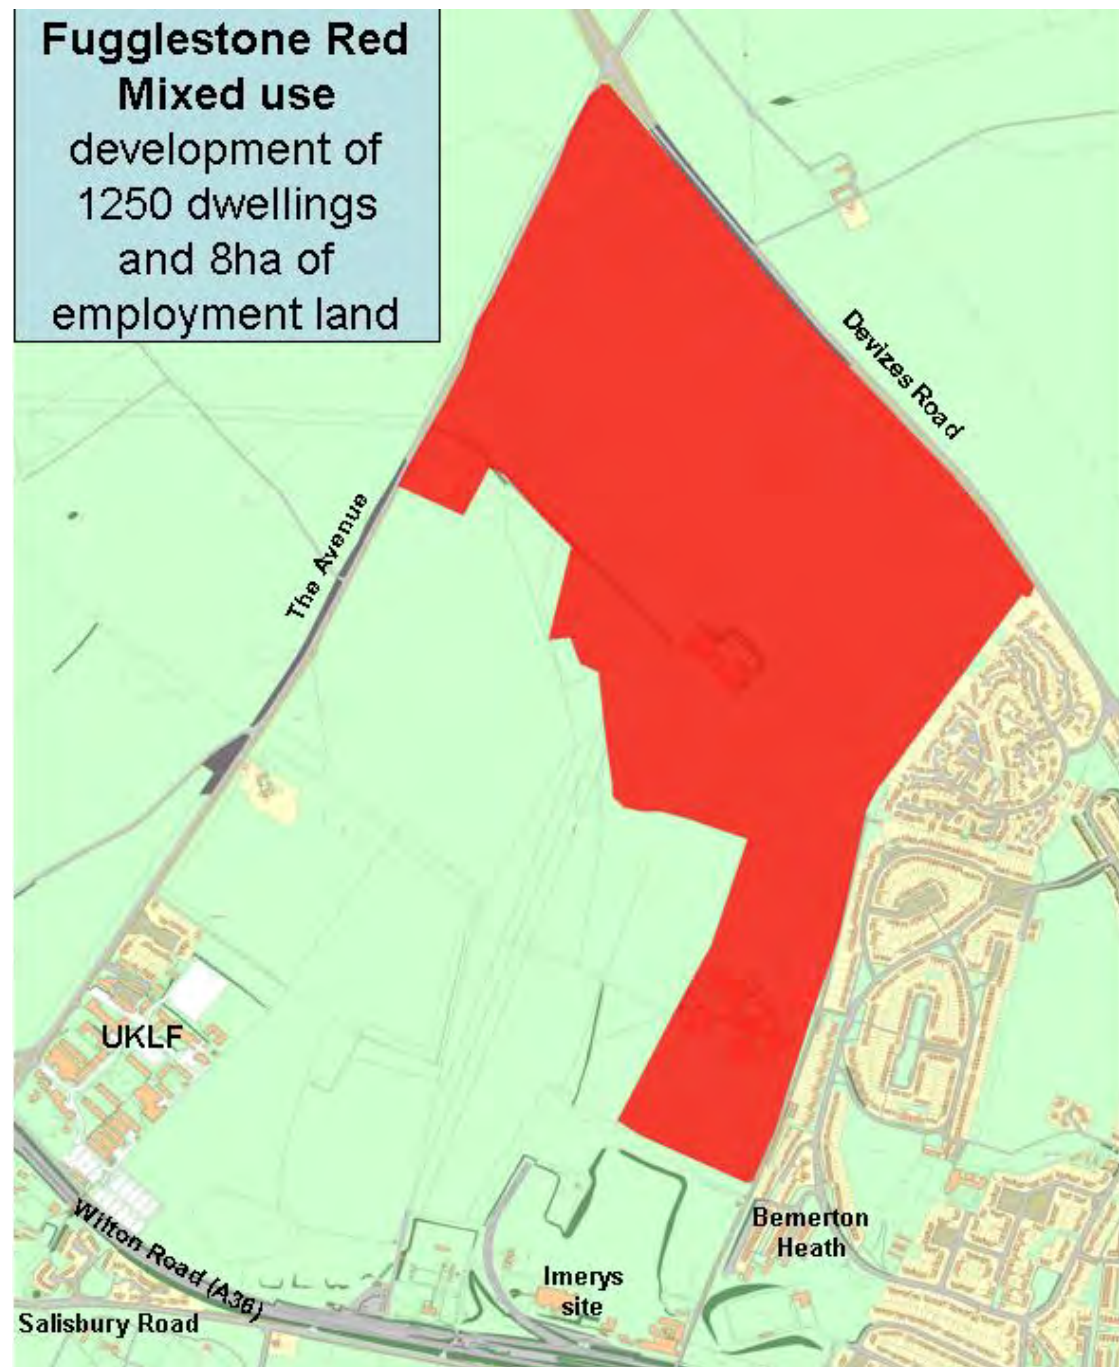 Fugglestone Red
Mixed use
development of
1250 dwellings
and 8ha of
employment land
Devizes Road
The Avenue
UKLF
Wilton Road (A36)
Bemerton
Heath
Imerys
site
Salisbury Road